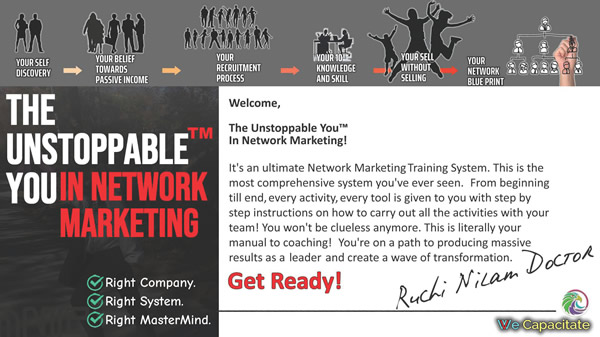 YOUR SELF
DISCOVERY
YOUR BELIEF
TOWARDS
PASSIVE INCOME
YOUR
RECRUITMENT
PROCESS
YOUR 10th
KNOWLEDGE
AND SKILL
YOUR SELL
WITHOUT
SELLING
YOUR
NETWORK
BLUE PRINT
THE
UNSTOPPABLE™
YOU IN NETWORK
MARKETING
Right Company.
Right System.
Right MasterMind.
Welcome,
The Unstoppable You™
In Network Marketing!
It's an ultimate Network Marketing Training System. This is the
most comprehensive system you've ever seen. From beginning
till end, every activity, every tool is given to you with step by
step instructions on how to carry out all the activities with your
team! You won't be clueless anymore. This is literally your
manual to coaching! You're on a path to producing massive
results as a leader and create a wave of transformation.
Get Ready!
Ruchi Nilam DOCTOR
We Capacitate